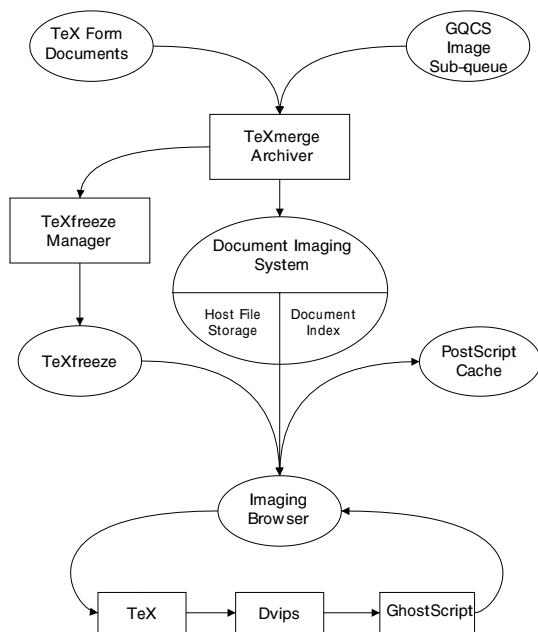 TeX Form
Documents
GQCS
Image
Sub-queue
TeXmerge
Archiver
TeXfreeze
Manager
Document Imaging
System
Host File
Storage
Document
Index
TeXfreeze
PostScript
Cache
Imaging
Browser
TeX
Dvips
GhostScript